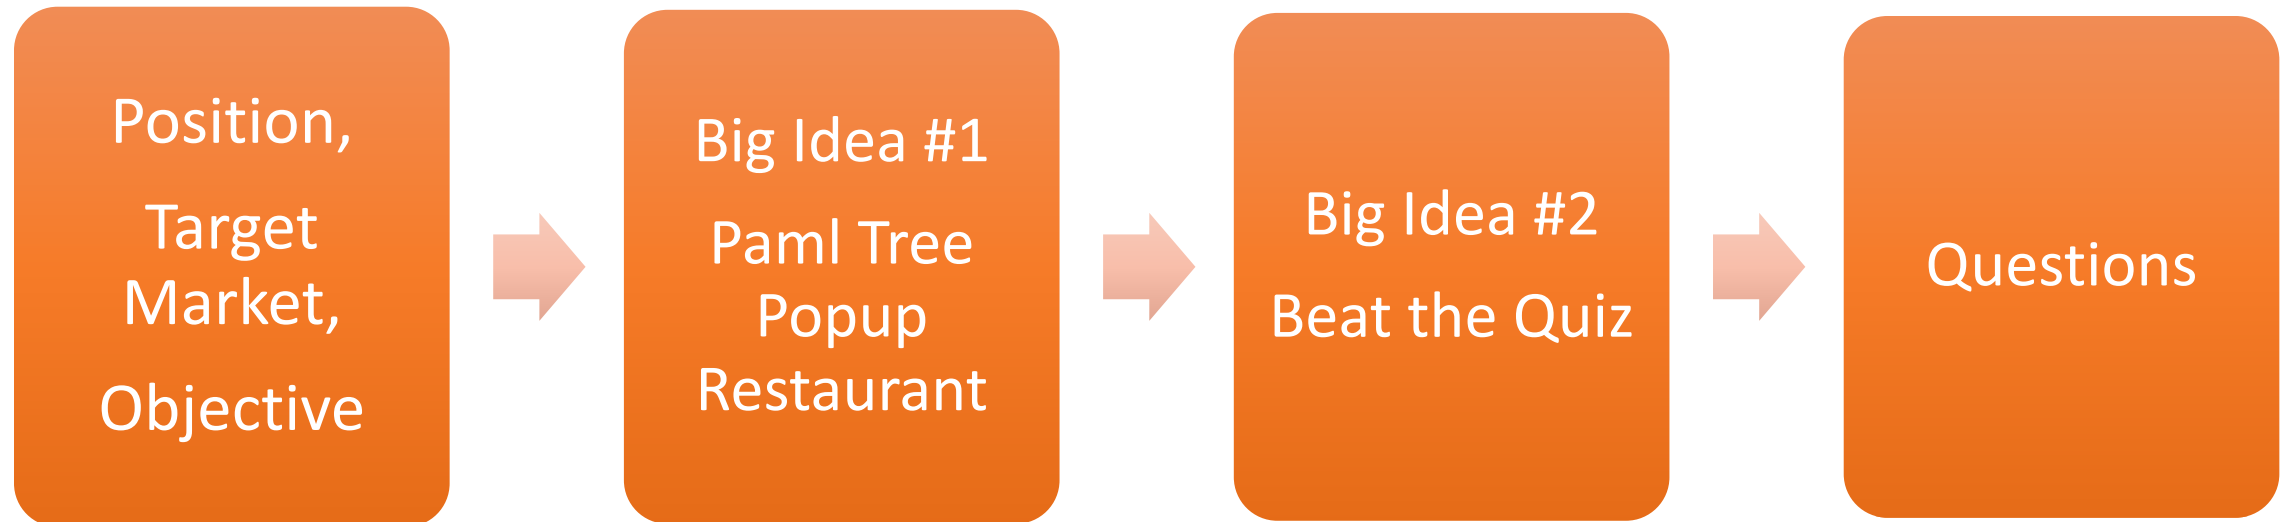 Position,
Target
Market,
Objective
Big Idea #1
Paml Tree
Popup
Restaurant
Big Idea #2
Beat the Quiz
Questions